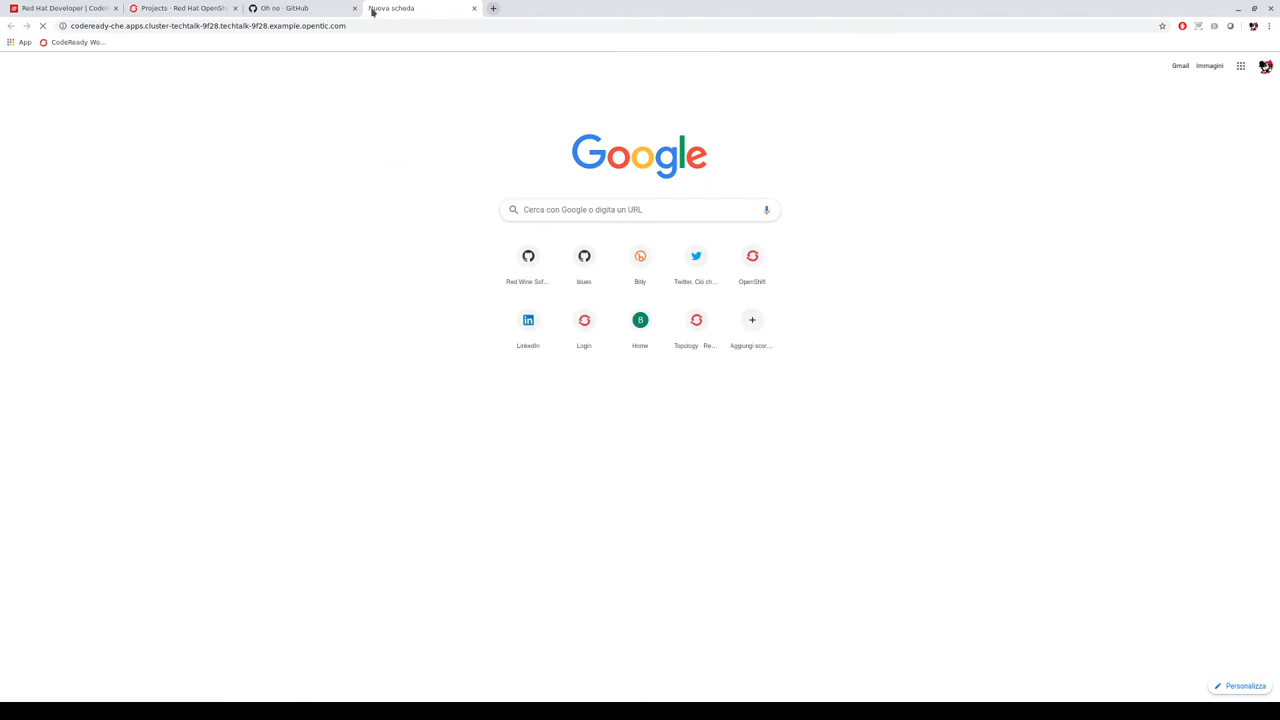 Red Hat Developer | CodeR
Projects · Red Hat OpenShi
Oh no · GitHub
Nuova scheda
codeready-che.apps.cluster-techtalk-9f28.techtalk-9f28.example.opentlc.com
App
CodeReady Wo...
Gmail
Immagini
Google
Cerca con Google o digita un URL
Red Wine Sof...
blues
Bitly
Twitter. Ciò ch...
OpenShift
LinkedIn
Login
B
Home
Topology · Re...
Aggiungi scor...
Personalizza